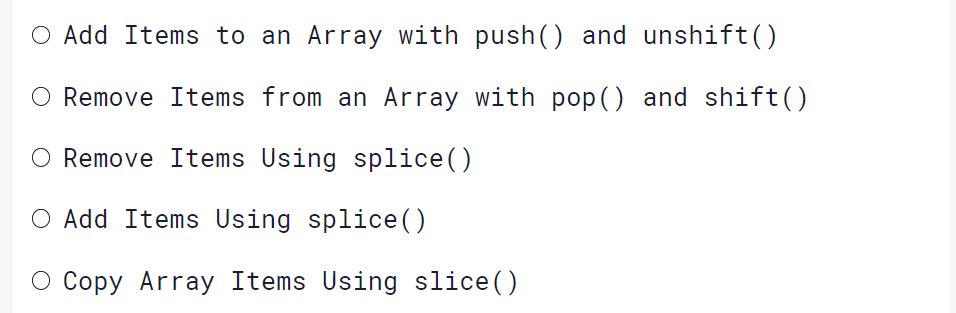 Add Items to an Array with push() and unshift()
Remove Items from an Array with pop() and shift()
Remove Items Using splice()
Add Items Using splice()
Copy Array Items Using slice()